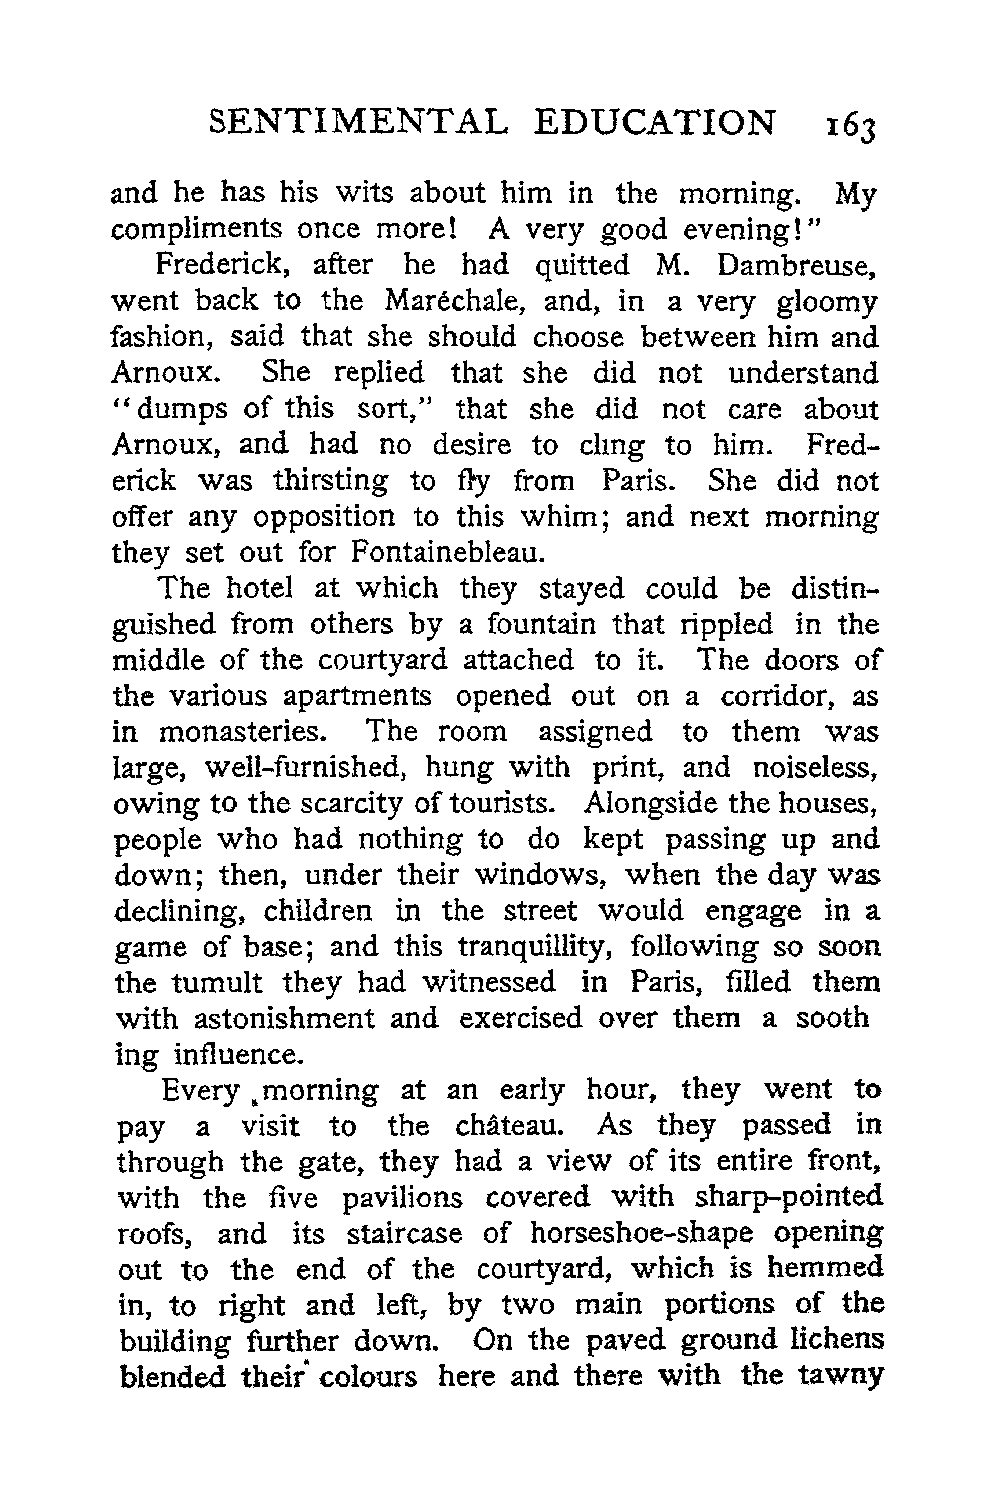 SENTIMENTAL EDUCATION 163
and he has his wits about him in the morning. My
compliments once more! A very good evening!"
Frederick, after he had quitted M. Dambreuse,
went back to the Maréchale, and, in a very gloomy
fashion, said that she should choose between him and
Arnoux. She replied that she did not understand
"dumps of this sort," that she did not care about
Arnoux, and had no desire to cling to him. Fred-
erick was thirsting to fly from Paris. She did not
offer any opposition to this whim; and next morning
they set out for Fontainebleau.
The hotel at which they stayed could be distin-
guished from others by a fountain that rippled in the
middle of the courtyard attached to it. The doors of
the various apartments opened out on a corridor, as
in monasteries. The room assigned to them was
large, well-furnished, hung with print, and noiseless,
owing to the scarcity of tourists. Alongside the houses,
people who had nothing to do kept passing up and
down; then, under their windows, when the day was
declining, children in the street would engage in a
game of base; and this tranquillity, following so soon
the tumult they had witnessed in Paris, filled them
with astonishment and exercised over them a sooth
ing influence.
Every morning at an early hour, they went to
pay a visit to the château. As they passed in
through the gate, they had a view of its entire front,
with the five pavilions covered with sharp-pointed
roofs, and its staircase of horseshoe-shape opening
out to the end of the courtyard, which is hemmed
in, to right and left, by two main portions of the
building further down. On the paved ground lichens
blended their colours here and there with the tawny